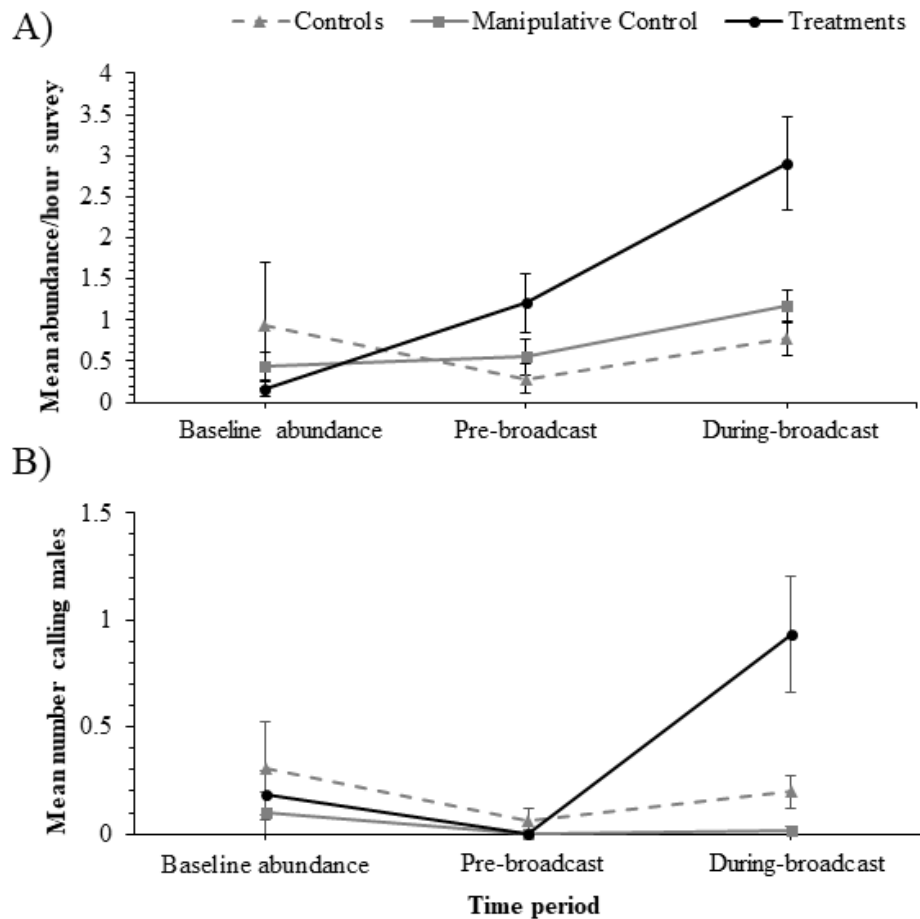 A)
Controls Manipulative Control Treatments
Mean abundance/hour survey
4
3.5
3
2.5
2
1.5
1
0.5
0
Baseline abundance Pre-broadcast During-broadcast
B)
Mean number calling males
1.5
1
0.5
0
Baseline abundance Pre-broadcast During-broadcast
Time period